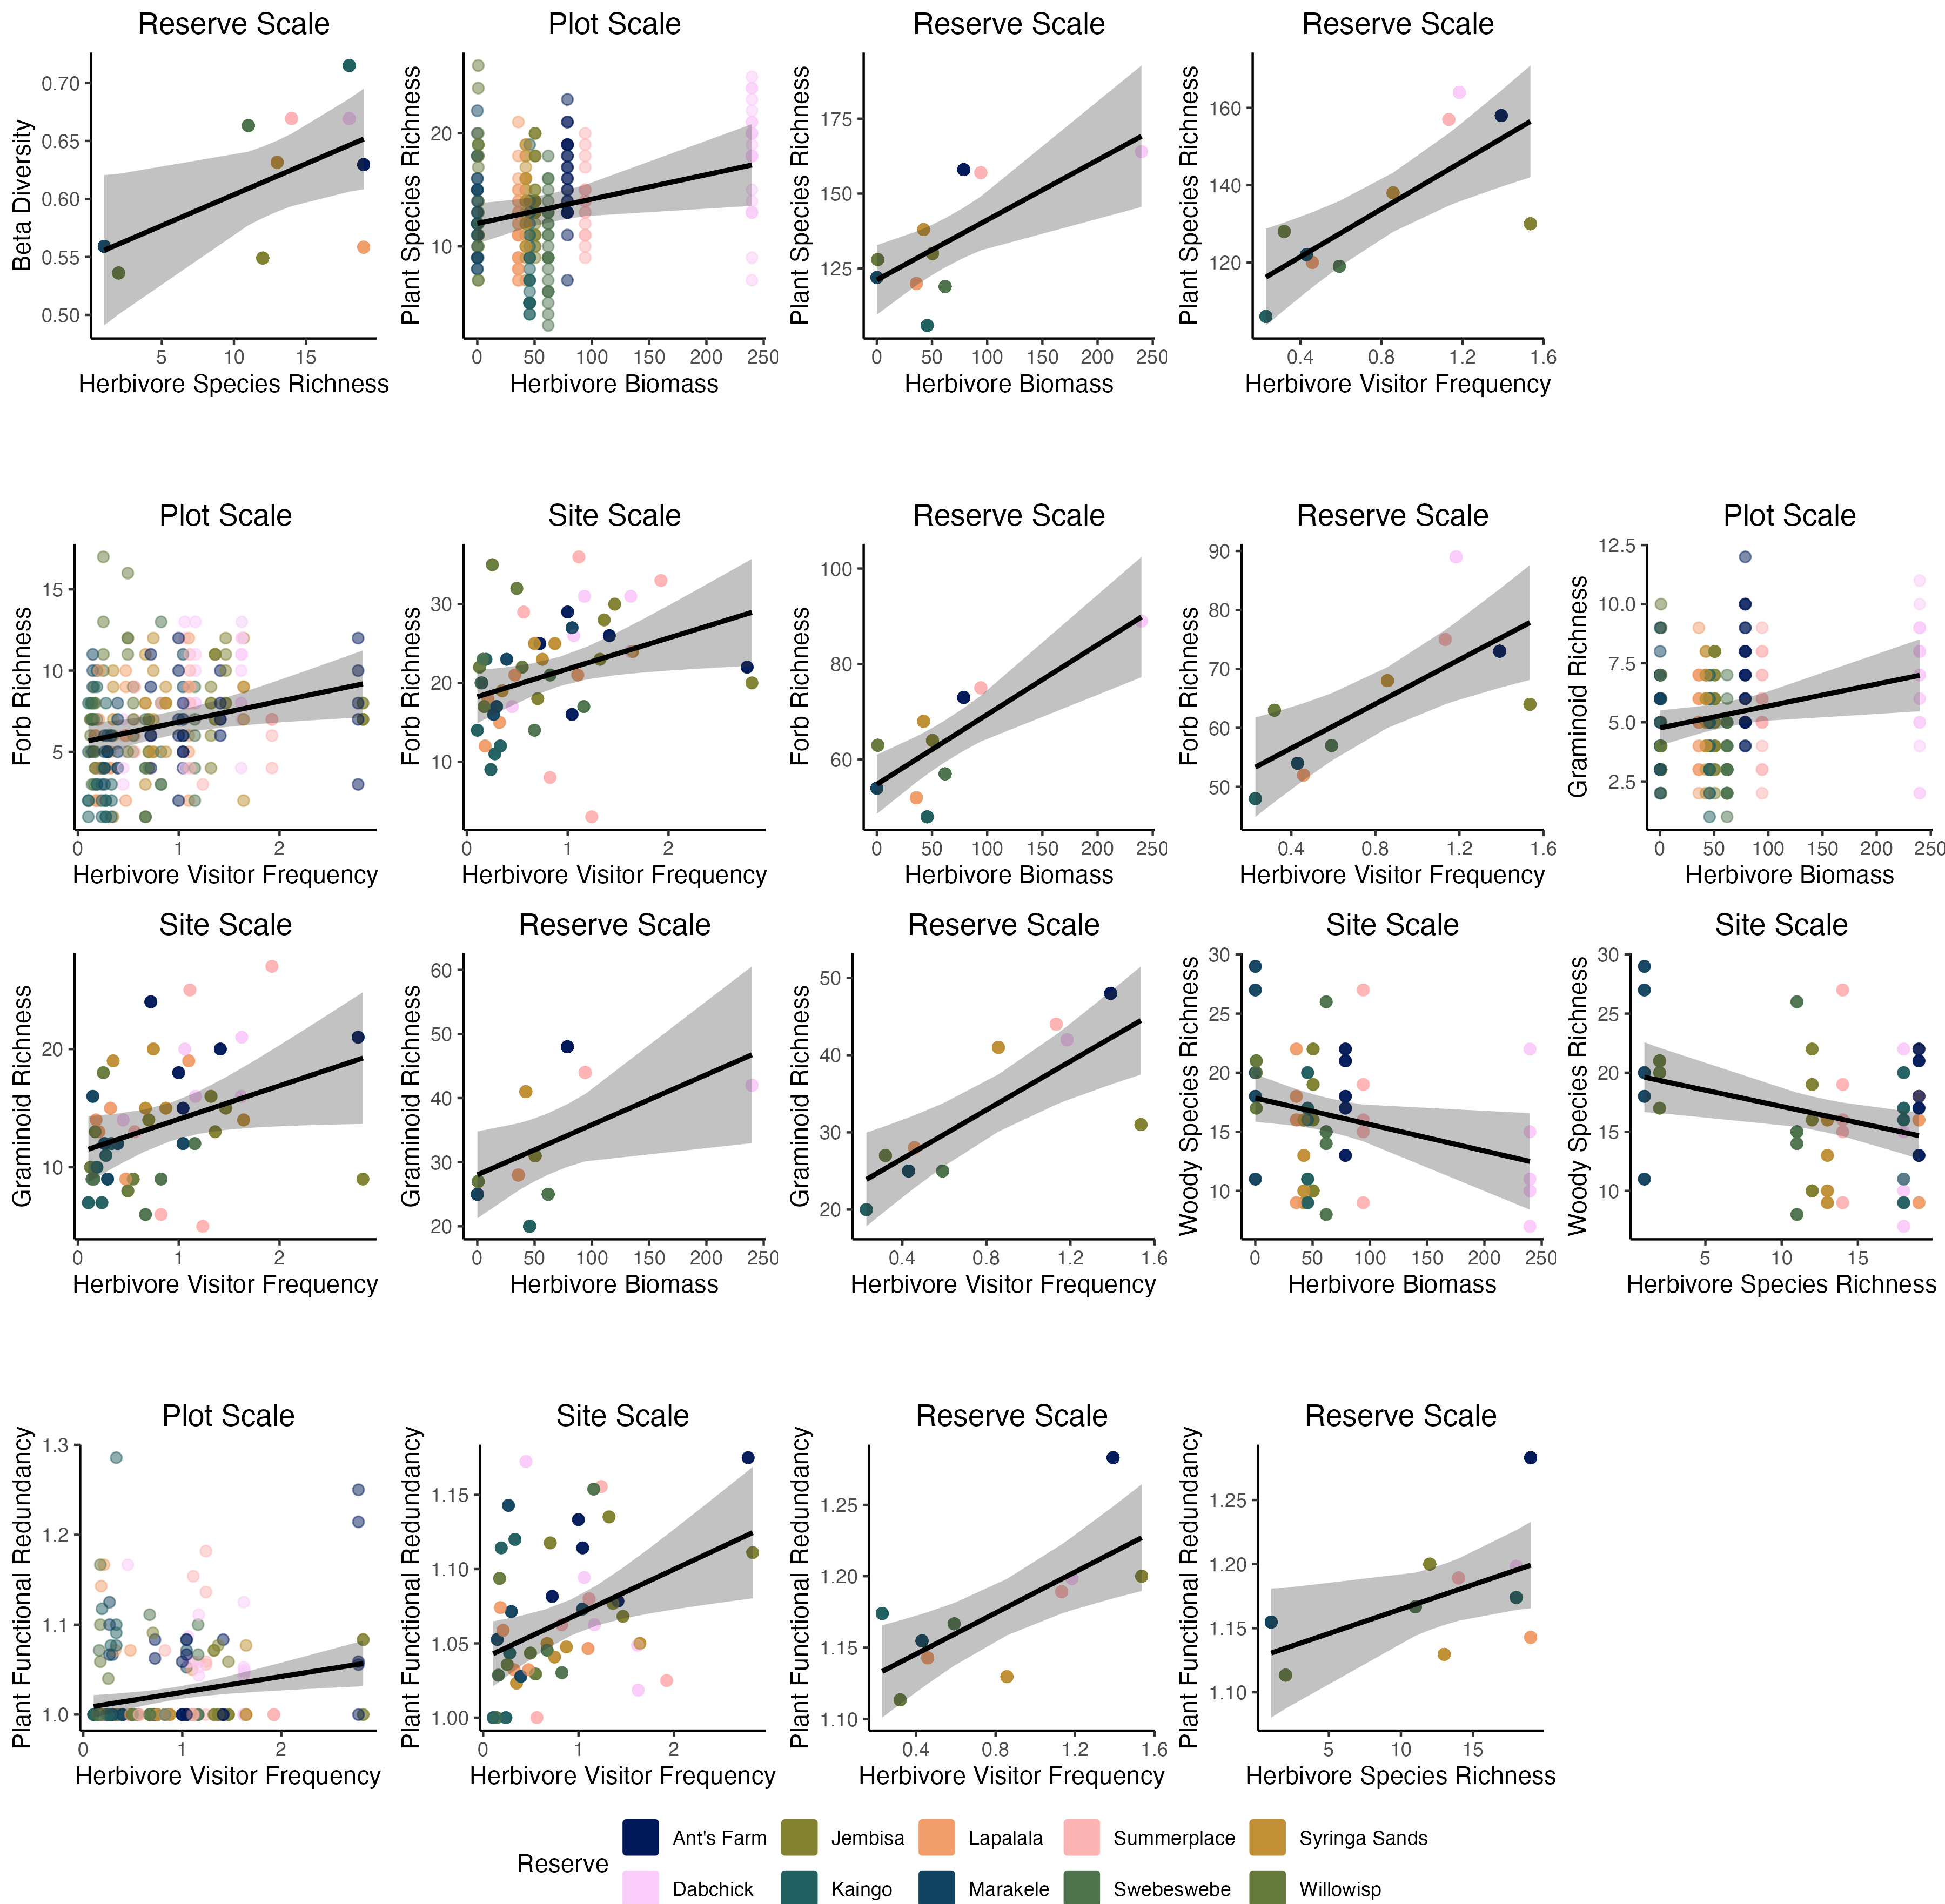 Reserve Scale Plot Scale Reserve Scale Reserve Scale
Beta Diversity
0.70
0.65
0.60
0.55
0.50
5 10 15
Herbivore Species Richness
Plant Species Richness
20
10
0 50 100 150 200 250
Herbivore Biomass
Plant Species Richness
175
150
125
0 50 100 150 200 250
Herbivore Biomass
Plant Species Richness
160
140
120
0.4 0.8 1.2 1.6
Herbivore Visitor Frequency
Plot Scale Site Scale Reserve Scale Reserve Scale Plot Scale
Forb Richness
15
10
5
0 1 2
Herbivore Visitor Frequency
Forb Richness
30
20
10
0 1 2
Herbivore Visitor Frequency
Forb Richness
100
80
60
0 50 100 150 200 250
Herbivore Biomass
Forb Richness
90
80
70
60
50
0.4 0.8 1.2 1.6
Herbivore Visitor Frequency
Graminoid Richness
12.5
10.0
7.5
5.0
2.5
0 50 100 150 200 250
Herbivore Biomass
Site Scale Reserve Scale Reserve Scale Site Scale Site Scale
Graminoid Richness
20
10
0 1 2
Herbivore Visitor Frequency
Graminoid Richness
60
50
40
30
20
0 50 100 150 200 250
Herbivore Biomass
Graminoid Richness
50
40
30
20
0.4 0.8 1.2 1.6
Herbivore Visitor Frequency
Woody Species Richness
30
25
20
15
10
0 50 100 150 200 250
Herbivore Biomass
Woody Species Richness
30
25
20
15
10
5 10 15
Herbivore Species Richness
Plot Scale Site Scale Reserve Scale Reserve Scale
Plant Functional Redundancy
1.3
1.2
1.1
1.0
0 1 2
Herbivore Visitor Frequency
Plant Functional Redundancy
1.15
1.10
1.05
1.00
0 1 2
Herbivore Visitor Frequency
Plant Functional Redundancy
1.25
1.20
1.15
1.10
0.4 0.8 1.2 1.6
Herbivore Visitor Frequency
Plant Functional Redundancy
1.25
1.20
1.15
1.10
5 10 15
Herbivore Species Richness
Reserve
Ant's Farm Jembisa Lapalala Summerplace Syringa Sands
Dabchick Kaingo Marakele Swebeswebe Willowisp